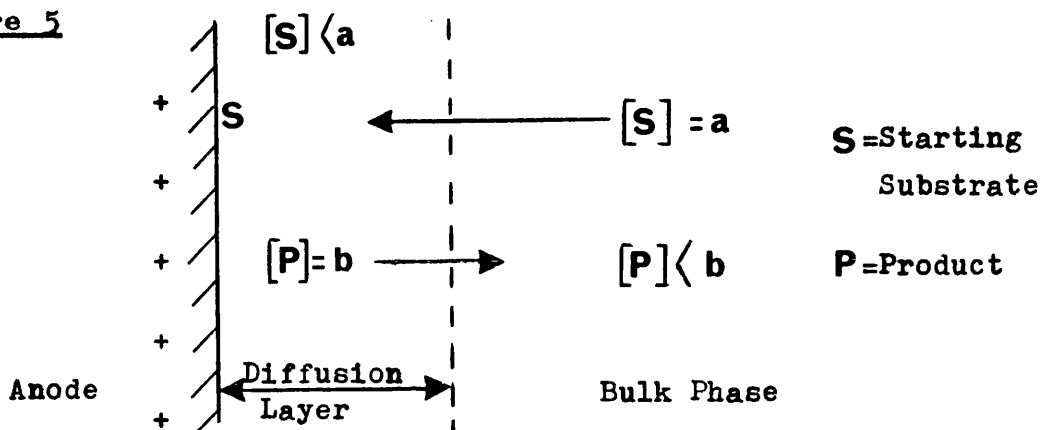 re 5
[S]⟨a
+
S
[S] =a
S=Starting
Substrate
+
+
[P]=b
[P]⟨ b
P=Product
+
Anode
Diffusion
Layer
Bulk Phase
+